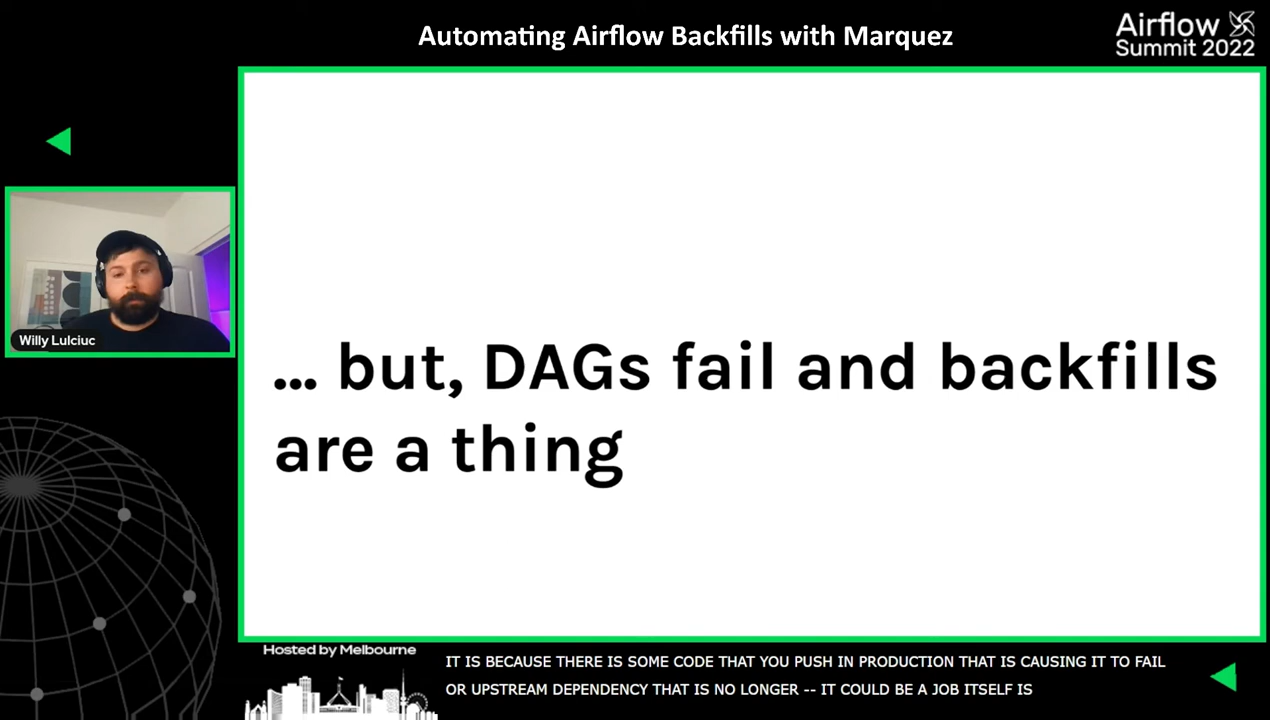 Automating Airflow Backfills with Marquez
Airflow
Summit 2022
Willy Lulciuc
... but, DAGs fail and backfills
are a thing
Hosted by Melbourne
IT IS BECAUSE THERE IS SOME CODE THAT YOU PUSH IN PRODUCTION THAT IS CAUSING IT TO FAIL
OR UPSTREAM DEPENDENCY THAT IS NO LONGER -- IT COULD BE A JOB ITSELF IS